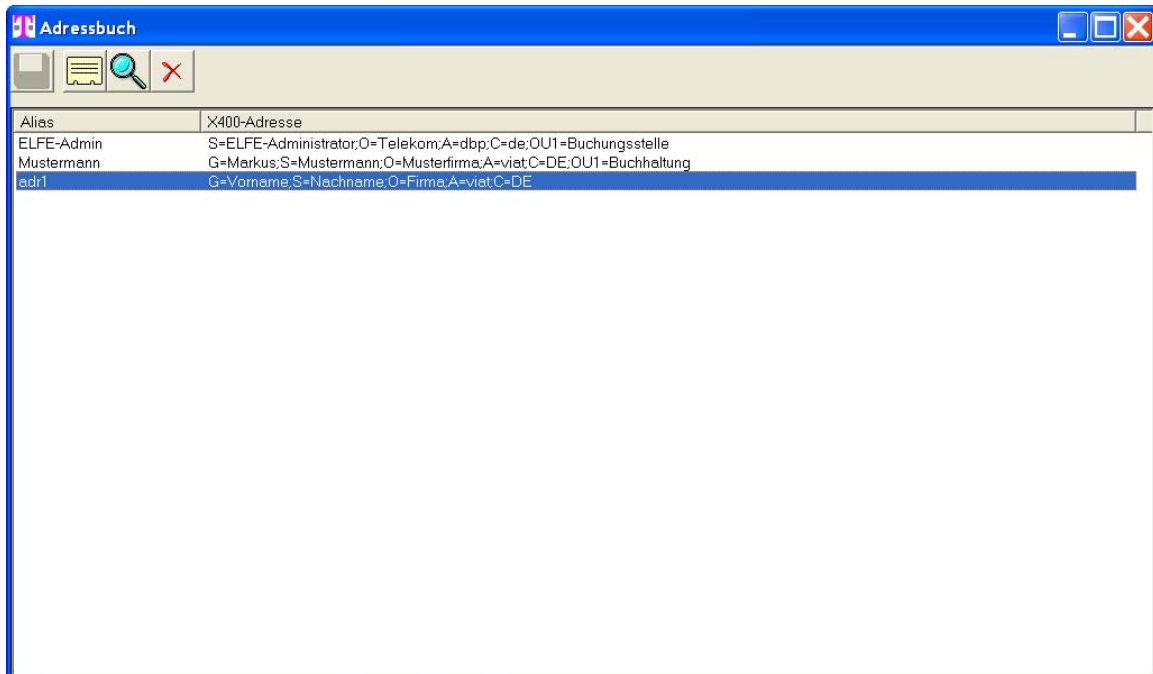 Adressbuch
Alias X400-Adresse
ELFE-Admin S=ELFE-Administrator;O=Telekom;A=dbp;C=de;OU1=Buchungsstelle
Mustermann G=Markus;S=Mustermann;O=Musterfirma;A=viat;C=DE;OU1=Buchhaltung
adr1 G=Vorname;S=Nachname;O=Firma;A=viat;C=DE